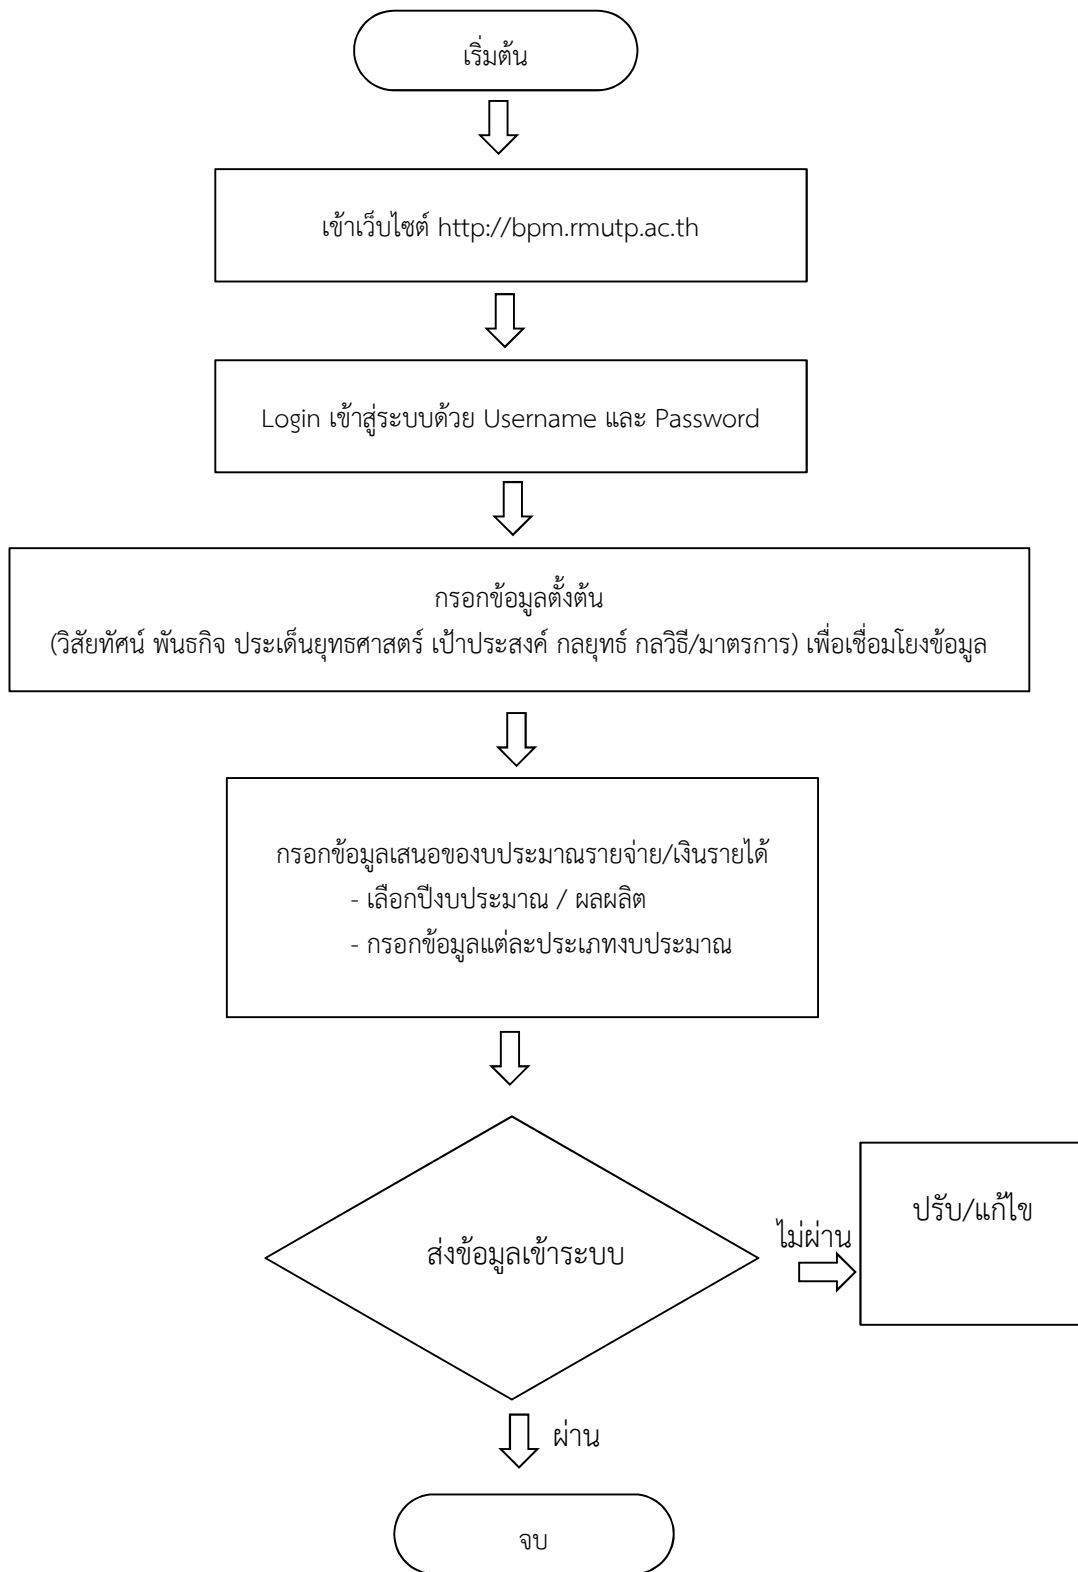 เริ่มต้น
เข้าเว็บไซต์ http://bpm.rmutp.ac.th
Login เข้าสู่ระบบด้วย Username และ Password
กรอกข้อมูลตั้งต้น
(วิสัยทัศน์ พันธกิจ ประเด็นยุทธศาสตร์ เป้าประสงค์ กลยุทธ์ กลวิธี/มาตรการ) เพื่อเชื่อมโยงข้อมูล
กรอกข้อมูลเสนอของบประมาณรายจ่าย/เงินรายได้
- เลือกปีงบประมาณ / ผลผลิต
- กรอกข้อมูลแต่ละประเภทงบประมาณ
ส่งข้อมูลเข้าระบบ
ไม่ผ่าน
ปรับ/แก้ไข
ผ่าน
จบ